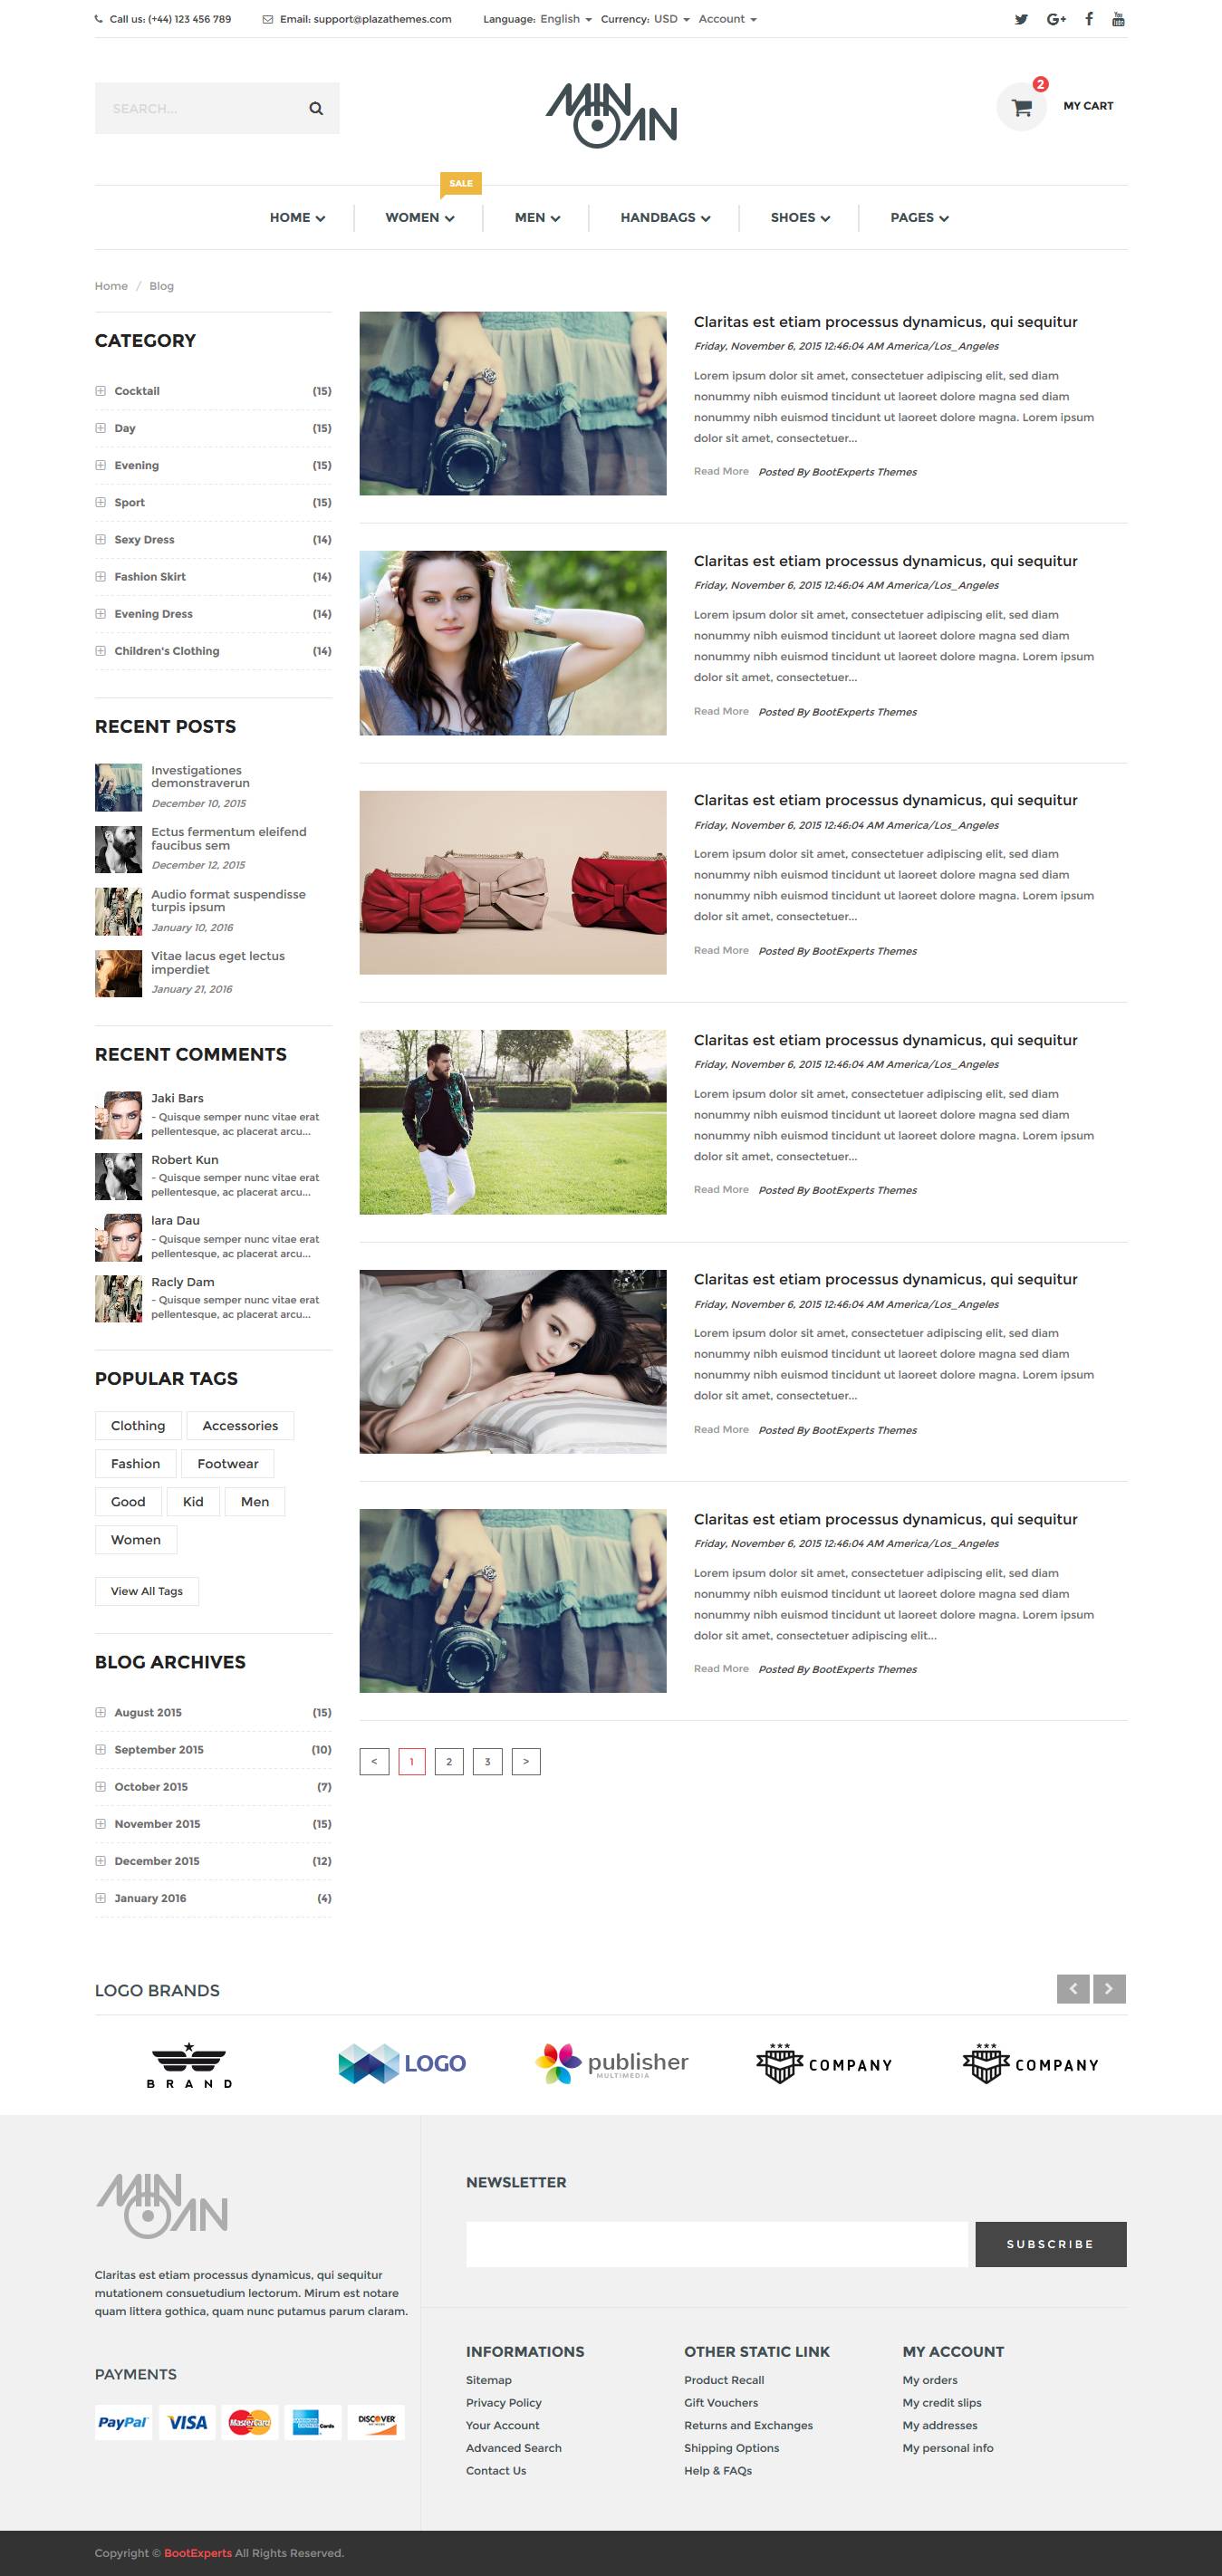 Call us: (+44) 123 456 789 Email: support@plazathemes.com Language: English Currency: USD Account
SEARCH...
MINOAN
2
MY CART
SALE
HOME WOMEN MEN HANDBAGS SHOES PAGES
Home / Blog
CATEGORY
Cocktail (15)
Day (15)
Evening (15)
Sport (15)
Sexy Dress (14)
Fashion Skirt (14)
Evening Dress (14)
Children's Clothing (14)
RECENT POSTS
Investigationes
demonstraverun
December 10, 2015
Ectus fermentum eleifend
faucibus sem
December 12, 2015
Audio format suspendisse
turpis ipsum
January 10, 2016
Vitae lacus eget lectus
imperdiet
January 21, 2016
RECENT COMMENTS
Jaki Bars
- Quisque semper nunc vitae erat
pellentesque, ac placerat arcu...
Robert Kun
- Quisque semper nunc vitae erat
pellentesque, ac placerat arcu...
lara Dau
- Quisque semper nunc vitae erat
pellentesque, ac placerat arcu...
Racly Dam
- Quisque semper nunc vitae erat
pellentesque, ac placerat arcu...
POPULAR TAGS
Clothing Accessories
Fashion Footwear
Good Kid Men
Women
View All Tags
BLOG ARCHIVES
August 2015 (15)
September 2015 (10)
October 2015 (7)
November 2015 (15)
December 2015 (12)
January 2016 (4)
Claritas est etiam processus dynamicus, qui sequitur
Friday, November 6, 2015 12:46:04 AM America/Los_Angeles
Lorem ipsum dolor sit amet, consectetuer adipiscing elit, sed diam
nonummy nibh euismod tincidunt ut laoreet dolore magna sed diam
nonummy nibh euismod tincidunt ut laoreet dolore magna. Lorem ipsum
dolor sit amet, consectetuer...
Read More Posted By BootExperts Themes
Claritas est etiam processus dynamicus, qui sequitur
Friday, November 6, 2015 12:46:04 AM America/Los_Angeles
Lorem ipsum dolor sit amet, consectetuer adipiscing elit, sed diam
nonummy nibh euismod tincidunt ut laoreet dolore magna sed diam
nonummy nibh euismod tincidunt ut laoreet dolore magna. Lorem ipsum
dolor sit amet, consectetuer...
Read More Posted By BootExperts Themes
Claritas est etiam processus dynamicus, qui sequitur
Friday, November 6, 2015 12:46:04 AM America/Los_Angeles
Lorem ipsum dolor sit amet, consectetuer adipiscing elit, sed diam
nonummy nibh euismod tincidunt ut laoreet dolore magna sed diam
nonummy nibh euismod tincidunt ut laoreet dolore magna. Lorem ipsum
dolor sit amet, consectetuer...
Read More Posted By BootExperts Themes
Claritas est etiam processus dynamicus, qui sequitur
Friday, November 6, 2015 12:46:04 AM America/Los_Angeles
Lorem ipsum dolor sit amet, consectetuer adipiscing elit, sed diam
nonummy nibh euismod tincidunt ut laoreet dolore magna sed diam
nonummy nibh euismod tincidunt ut laoreet dolore magna. Lorem ipsum
dolor sit amet, consectetuer...
Read More Posted By BootExperts Themes
Claritas est etiam processus dynamicus, qui sequitur
Friday, November 6, 2015 12:46:04 AM America/Los_Angeles
Lorem ipsum dolor sit amet, consectetuer adipiscing elit, sed diam
nonummy nibh euismod tincidunt ut laoreet dolore magna sed diam
nonummy nibh euismod tincidunt ut laoreet dolore magna. Lorem ipsum
dolor sit amet, consectetuer...
Read More Posted By BootExperts Themes
Claritas est etiam processus dynamicus, qui sequitur
Friday, November 6, 2015 12:46:04 AM America/Los_Angeles
Lorem ipsum dolor sit amet, consectetuer adipiscing elit, sed diam
nonummy nibh euismod tincidunt ut laoreet dolore magna sed diam
nonummy nibh euismod tincidunt ut laoreet dolore magna. Lorem ipsum
dolor sit amet, consectetuer adipiscing elit...
Read More Posted By BootExperts Themes
< 1 2 3 >
LOGO BRANDS
BRAND
LOGO
publisher
MULTIMEDIA
COMPANY
COMPANY
MINOAN
Claritas est etiam processus dynamicus, qui sequitur
mutationem consuetudium lectorum. Mirum est notare
quam littera gothica, quam nunc putamus parum claram.
PAYMENTS
PayPal VISA MasterCard Cards DISCOVER
NEWSLETTER
SUBSCRIBE
INFORMATIONS
Sitemap
Privacy Policy
Your Account
Advanced Search
Contact Us
OTHER STATIC LINK
Product Recall
Gift Vouchers
Returns and Exchanges
Shipping Options
Help & FAQs
MY ACCOUNT
My orders
My credit slips
My addresses
My personal info
Copyright © BootExperts All Rights Reserved.